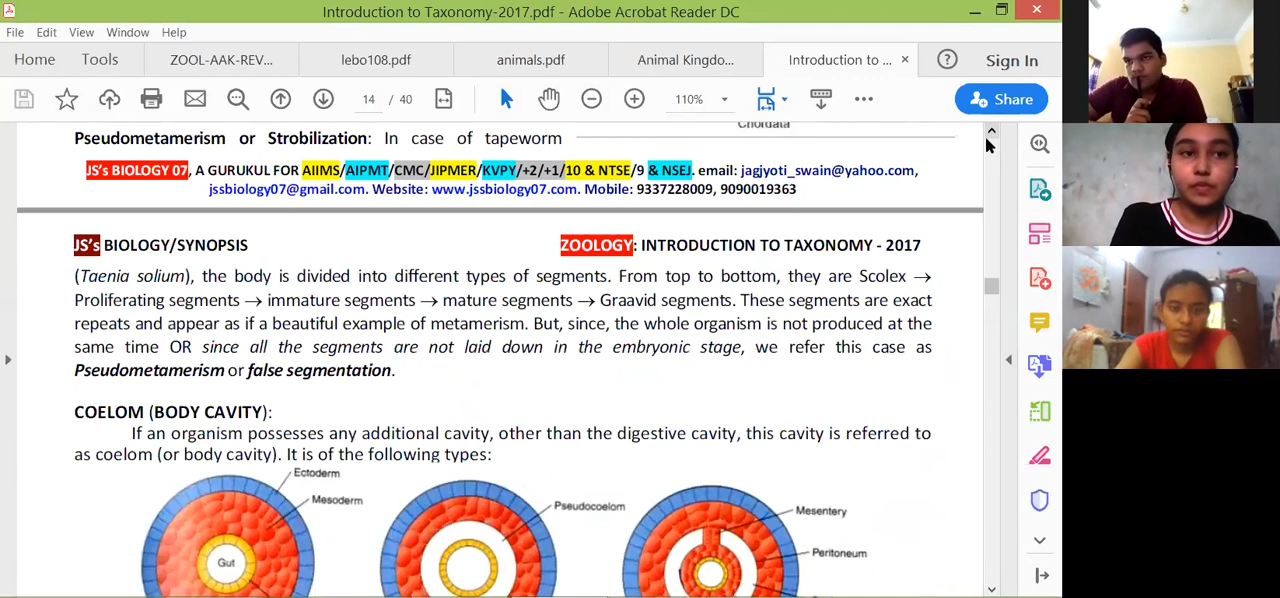 Introduction to Taxonomy-2017.pdf - Adobe Acrobat Reader DC
File Edit View Window Help
Home Tools ZOOL-AAK-REV... lebo108.pdf animals.pdf Animal Kingdo... Introduction to ... × Sign In
14 / 40 110% Share
Chordata
Pseudometamerism or Strobilization: In case of tapeworm
JS's BIOLOGY 07, A GURUKUL FOR AIIMS/AIPMT/CMC/JIPMER/KVPY/+2/+1/10 & NTSE/9 & NSEJ. email: jagjyoti_swain@yahoo.com,
jssbiology07@gmail.com. Website: www.jssbiology07.com. Mobile: 9337228009, 9090019363
JS's BIOLOGY/SYNOPSIS ZOOLOGY: INTRODUCTION TO TAXONOMY - 2017
(Taenia solium), the body is divided into different types of segments. From top to bottom, they are Scolex →
Proliferating segments → immature segments → mature segments → Graavid segments. These segments are exact
repeats and appear as if a beautiful example of metamerism. But, since, the whole organism is not produced at the
same time OR since all the segments are not laid down in the embryonic stage, we refer this case as
Pseudometamerism or false segmentation.
COELOM (BODY CAVITY):
If an organism possesses any additional cavity, other than the digestive cavity, this cavity is referred to
as coelom (or body cavity). It is of the following types:
Ectoderm
Mesoderm
Pseudocoelom
Mesentery
Peritoneum
Gut